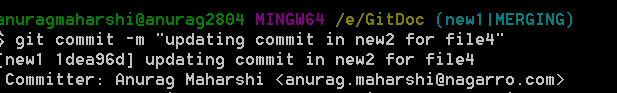 anuragmaharshi@anurag2804 MINGW64 /e/GitDoc (new1|MERGING)
$ git commit -m "updating commit in new2 for file4"
[new1 1dea96d] updating commit in new2 for file4
Committer: Anurag Maharshi <anurag.maharshi@nagarro.com>